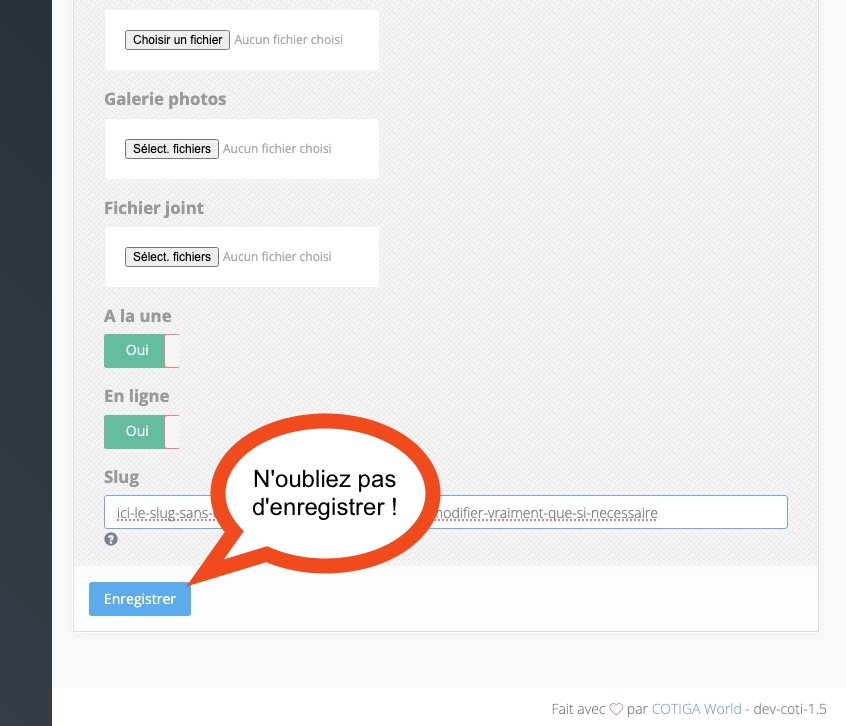 Choisir un fichier Aucun fichier choisi
Galerie photos
Sélect. fichiers Aucun fichier choisi
Fichier joint
Sélect. fichiers Aucun fichier choisi
A la une
Oui
En ligne
Oui
Slug
N'oubliez pas
d'enregistrer !
ici-le-slug-sans- modifier-vraiment-que-si-necessaire
Enregistrer
Fait avec ♡ par COTIGA World - dev-coti-1.5